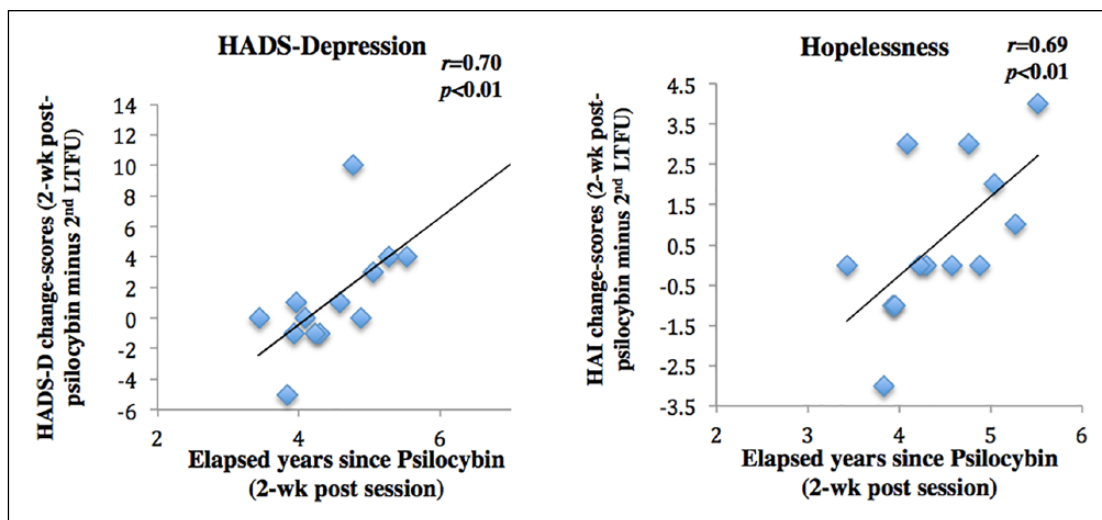 HADS-Depression
r=0.70
p<0.01
HADS-D change-scores (2-wk post-
psilocybin minus 2nd LTFU)
14
12
10
8
6
4
2
0
-2
-4
-6
2
4
6
Elapsed years since Psilocybin
(2-wk post session)
Hopelessness
r=0.69
p<0.01
HAI change-scores (2-wk post-
psilocybin minus 2nd LTFU)
4.5
3.5
2.5
1.5
0.5
-0.5
-1.5
-2.5
-3.5
2
3
4
5
6
Elapsed years since Psilocybin
(2-wk post session)